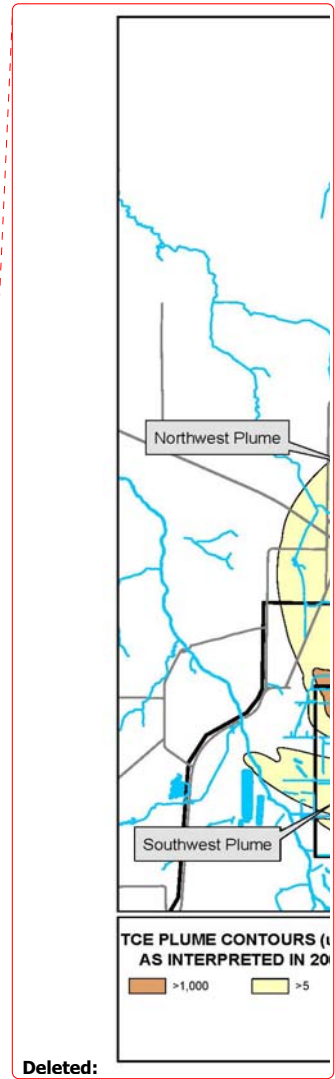 Northwest Plume
Southwest Plume
TCE PLUME CONTOURS (
AS INTERPRETED IN 20
>1,000 >5
Deleted: